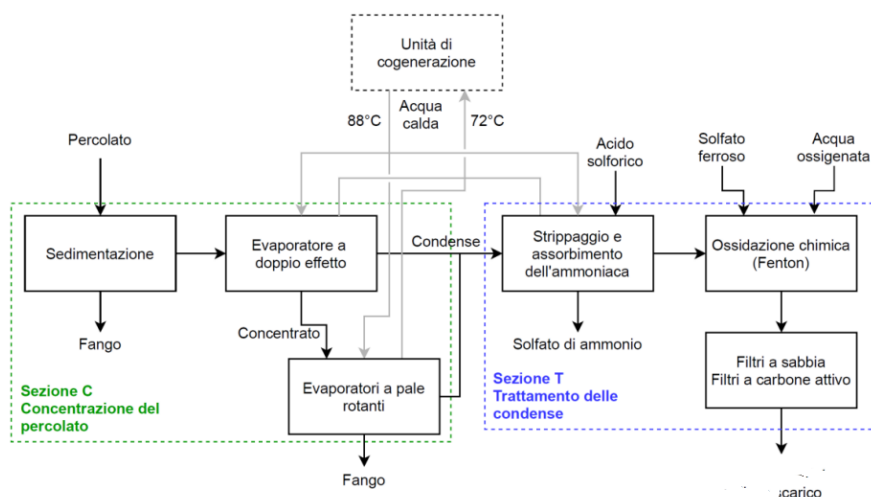 Unità di
cogenerazione
88°C
Acqua
calda
72°C
Percolato
Acido
solforico
Solfato
ferroso
Acqua
ossigenata
Sedimentazione
Evaporatore a
doppio effetto
Condense
Strippaggio e
assorbimento
dell'ammoniaca
Ossidazione chimica
(Fenton)
Fango
Concentrato
Solfato di ammonio
Evaporatori a pale
rotanti
Filtri a sabbia
Filtri a carbone attivo
Sezione C
Concentrazione del
percolato
Sezione T
Trattamento delle
condense
Fango